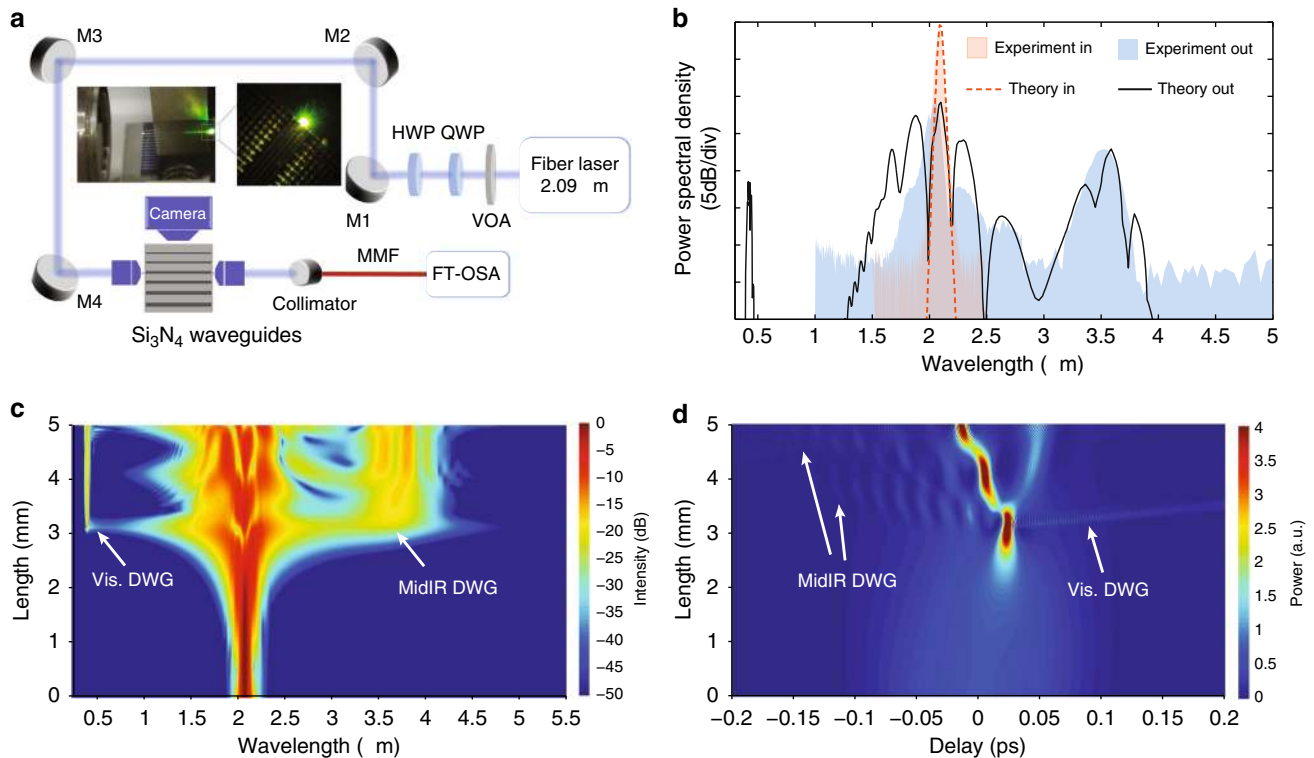 a
M3
M2
HWP QWP
Fiber laser
2.09 m
M1
VOA
Camera
MMF
FT-OSA
M4
Collimator
Si3N4 waveguides
b
Power spectral density
(5dB/div)
Experiment in
Experiment out
Theory in
Theory out
0.5
1
1.5
2
2.5
3
3.5
4
4.5
5
Wavelength ( m)
c
Length (mm)
5
4
3
2
1
0
Vis. DWG
MidIR DWG
0.5
1
1.5
2
2.5
3
3.5
4
4.5
5
5.5
Wavelength ( m)
0
−5
−10
−15
−20
−25
−30
−35
−40
−45
−50
Intensity (dB)
d
Length (mm)
5
4
3
2
1
0
MidIR DWG
Vis. DWG
−0.2
−0.15
−0.1
−0.05
0
0.05
0.1
0.15
0.2
Delay (ps)
4
3.5
3
2.5
2
1.5
1
0.5
0
Power (a.u.)